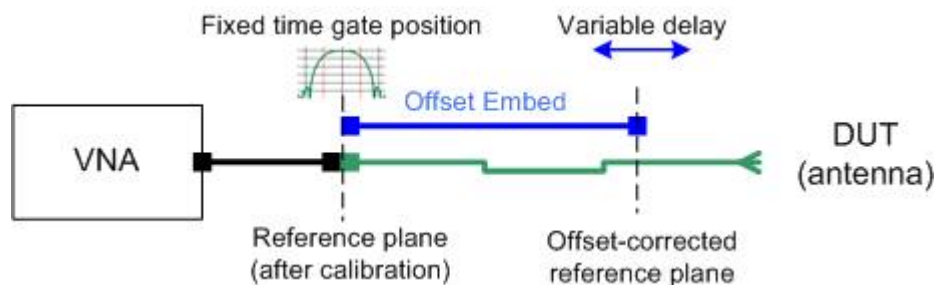 Fixed time gate position
Variable delay
Offset Embed
VNA
DUT
(antenna)
Reference plane
(after calibration)
Offset-corrected
reference plane